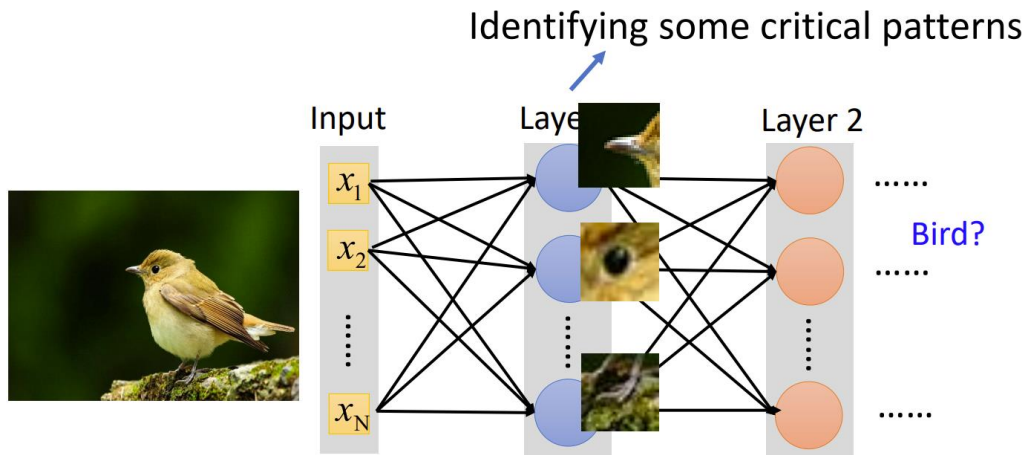 Identifying some critical patterns
Input
Laye
Layer 2
x1
x2
xN
……
……
……
……
……
……
Bird?